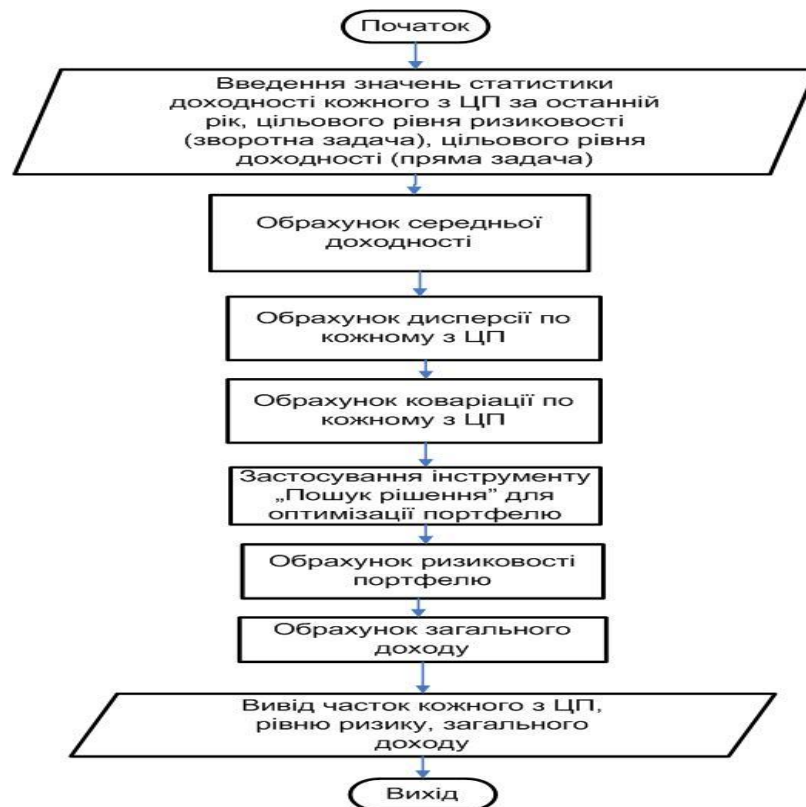 Початок
Введення значень статистики
доходності кожного з ЦП за останній
рік, цільового рівня ризиковості
(зворотна задача), цільового рівня
доходності (пряма задача)
Обрахунок середньої
доходності
Обрахунок дисперсії по
кожному з ЦП
Обрахунок коваріації по
кожному з ЦП
Застосування інструменту
„Пошук рішення” для
оптимізації портфелю
Обрахунок ризиковості
портфелю
Обрахунок загального
доходу
Вивід часток кожного з ЦП,
рівню ризику, загального
доходу
Вихід